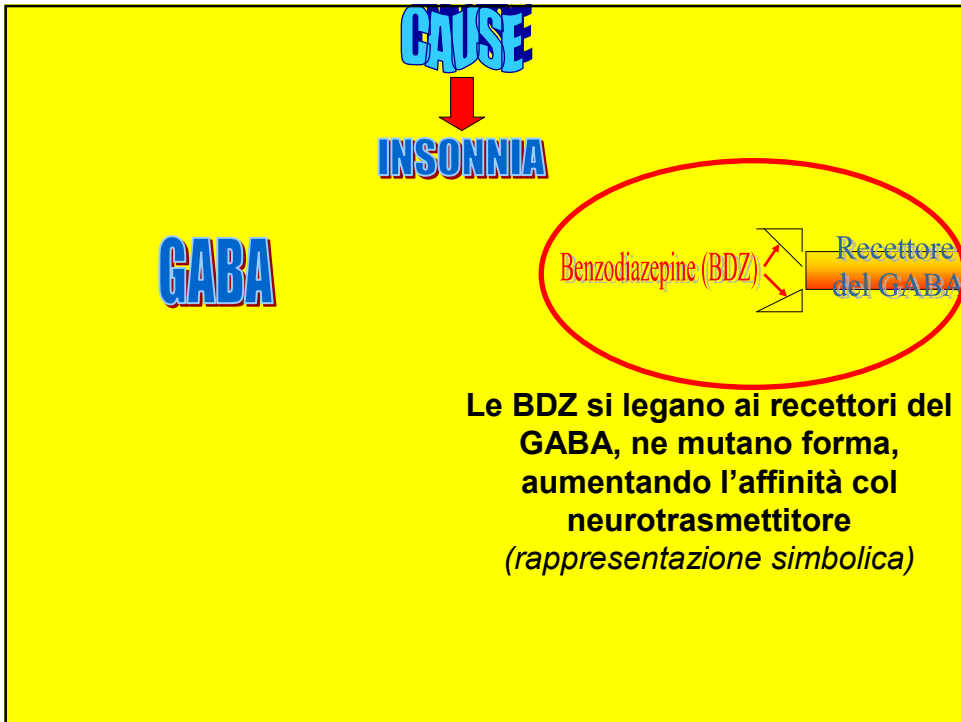 CAUSE
INSONNIA
GABA
Benzodiazepine (BDZ)
Recettore
del GABA
Le BDZ si legano ai recettori del
GABA, ne mutano forma,
aumentando l’affinità col
neurotrasmettitore
(rappresentazione simbolica)